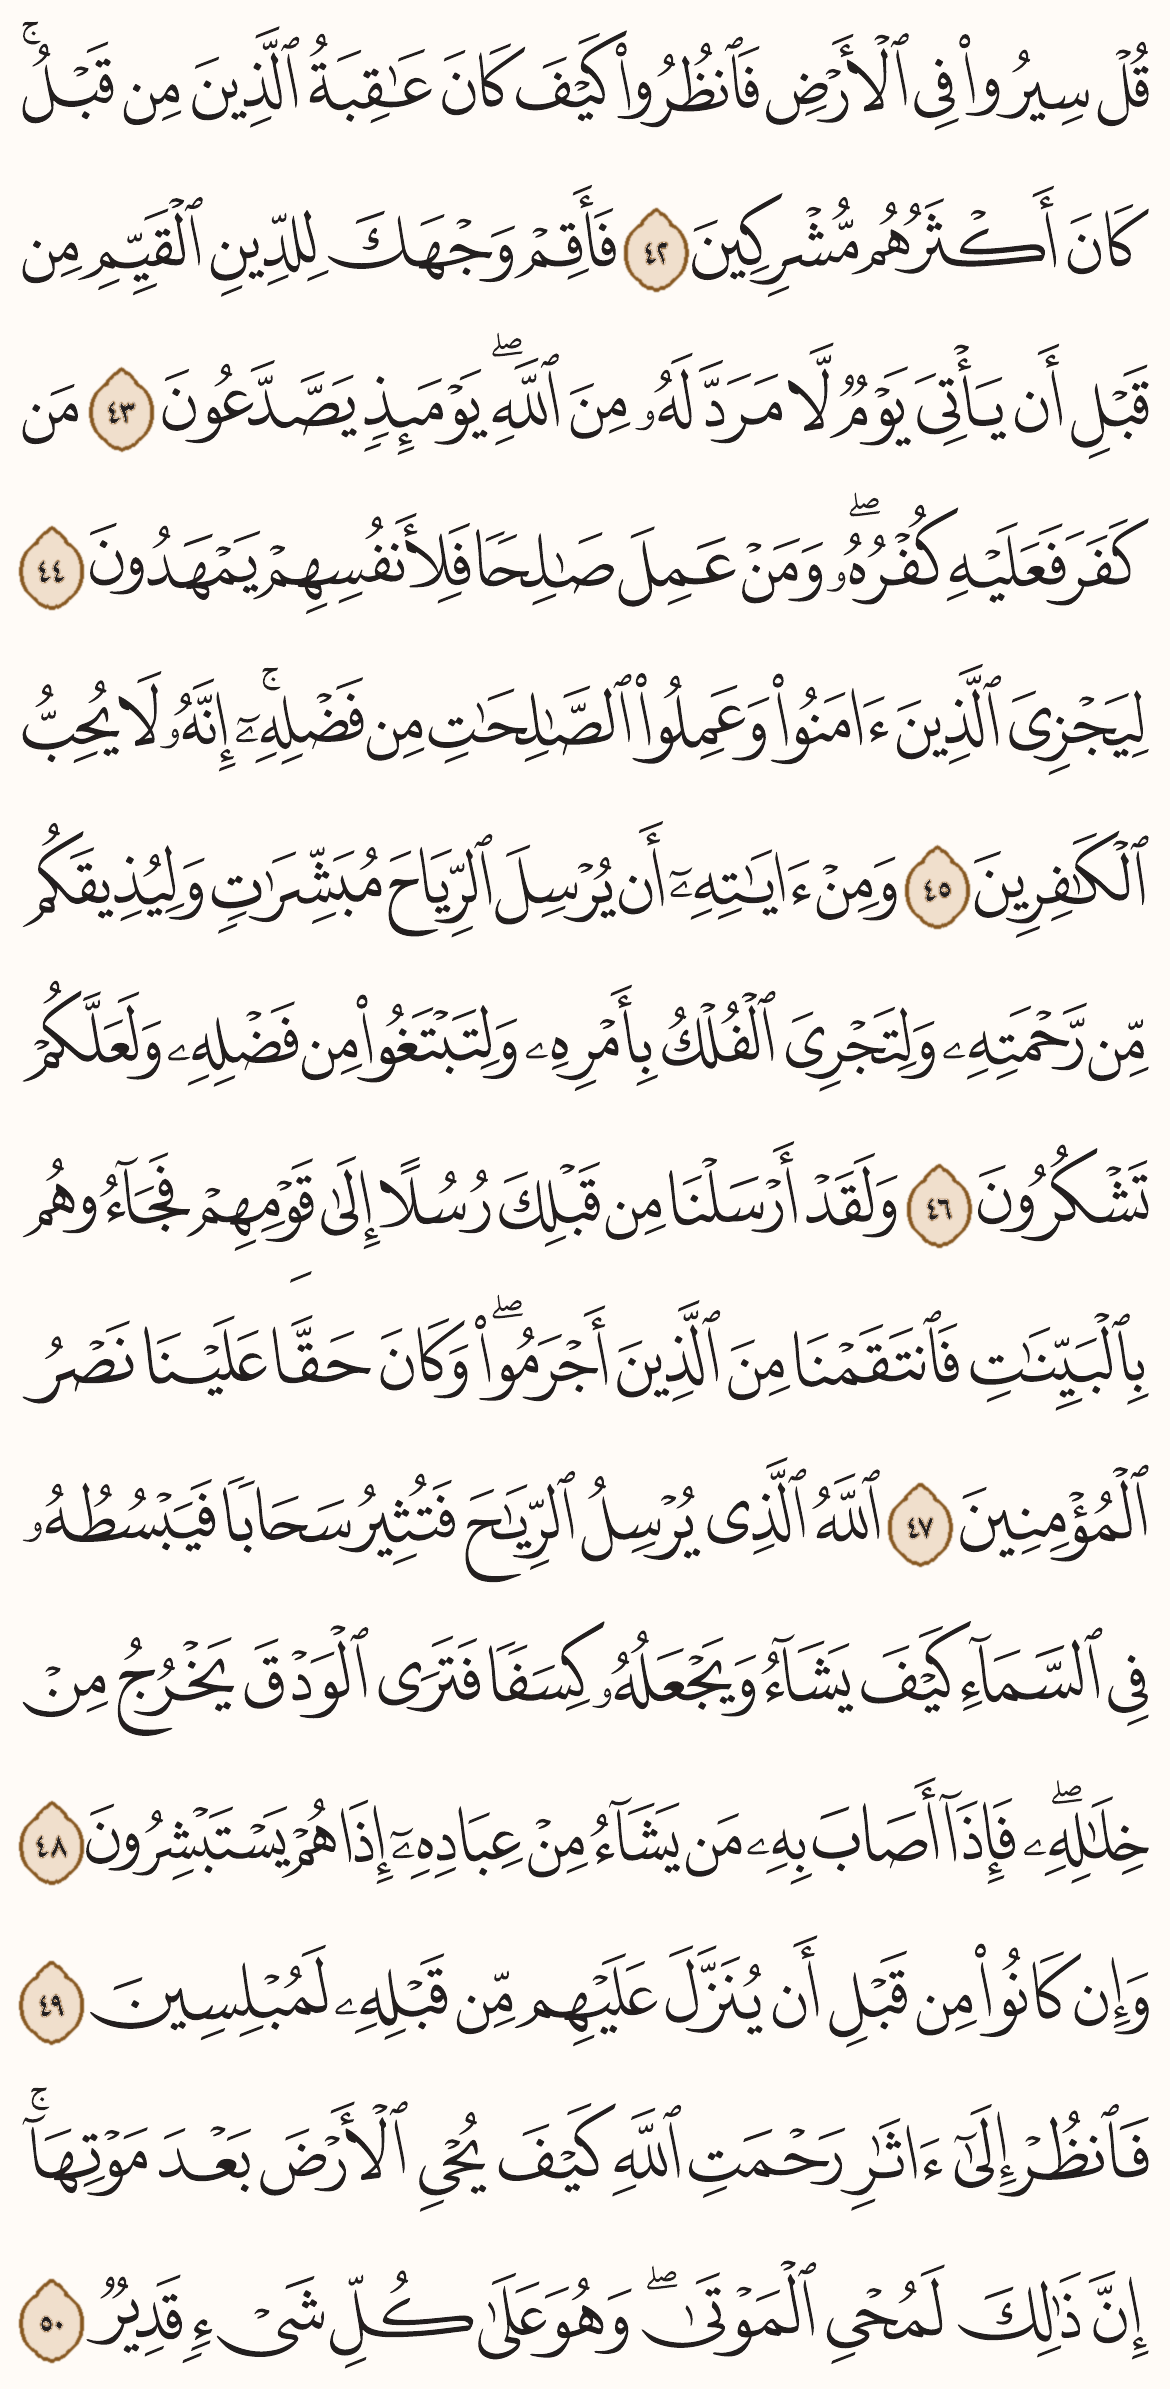 قُلۡ سِيرُواْ فِى ٱلۡأَرۡضِ فَٱنظُرُواْ كَيۡفَ كَانَ عَٰقِبَةُ ٱلَّذِينَ مِن قَبۡلُۚ
كَانَ أَكۡثَرُهُم مُّشۡرِكِينَ ٤٢ فَأَقِمۡ وَجۡهَكَ لِلدِّينِ ٱلۡقَيِّمِ مِن
قَبۡلِ أَن يَأۡتِىَ يَوۡمٌ لَّا مَرَدَّ لَهُۥ مِنَ ٱللَّهِۖ يَوۡمَئِذٍ يَصَّدَّعُونَ ٤٣ مَن
كَفَرَ فَعَلَيۡهِ كُفۡرُهُۥۖ وَمَنۡ عَمِلَ صَٰلِحًا فَلِأَنفُسِهِمۡ يَمۡهَدُونَ ٤٤
لِيَجۡزِىَ ٱلَّذِينَ ءَامَنُواْ وَعَمِلُواْ ٱلصَّٰلِحَٰتِ مِن فَضۡلِهِۦٓۚ إِنَّهُۥ لَا يُحِبُّ
ٱلۡكَٰفِرِينَ ٤٥ وَمِنۡ ءَايَٰتِهِۦٓ أَن يُرۡسِلَ ٱلرِّيَاحَ مُبَشِّرَٰتٍ وَلِيُذِيقَكُم
مِّن رَّحۡمَتِهِۦ وَلِتَجۡرِىَ ٱلۡفُلۡكُ بِأَمۡرِهِۦ وَلِتَبۡتَغُواْ مِن فَضۡلِهِۦ وَلَعَلَّكُمۡ
تَشۡكُرُونَ ٤٦ وَلَقَدۡ أَرۡسَلۡنَا مِن قَبۡلِكَ رُسُلًا إِلَىٰ قَوۡمِهِمۡ فَجَآءُوهُم
بِٱلۡبَيِّنَٰتِ فَٱنتَقَمۡنَا مِنَ ٱلَّذِينَ أَجۡرَمُواْۖ وَكَانَ حَقًّا عَلَيۡنَا نَصۡرُ
ٱلۡمُؤۡمِنِينَ ٤٧ ٱللَّهُ ٱلَّذِى يُرۡسِلُ ٱلرِّيَٰحَ فَتُثِيرُ سَحَابًا فَيَبۡسُطُهُۥ
فِى ٱلسَّمَآءِ كَيۡفَ يَشَآءُ وَيَجۡعَلُهُۥ كِسَفًا فَتَرَى ٱلۡوَدۡقَ يَخۡرُجُ مِنۡ
خِلَٰلِهِۦۖ فَإِذَآ أَصَابَ بِهِۦ مَن يَشَآءُ مِنۡ عِبَادِهِۦٓ إِذَا هُمۡ يَسۡتَبۡشِرُونَ ٤٨
وَإِن كَانُواْ مِن قَبۡلِ أَن يُنَزَّلَ عَلَيۡهِم مِّن قَبۡلِهِۦ لَمُبۡلِسِينَ ٤٩
فَٱنظُرۡ إِلَىٰٓ ءَاثَٰرِ رَحۡمَتِ ٱللَّهِ كَيۡفَ يُحۡىِ ٱلۡأَرۡضَ بَعۡدَ مَوۡتِهَآۚ
إِنَّ ذَٰلِكَ لَمُحۡىِ ٱلۡمَوۡتَىٰۖ وَهُوَ عَلَىٰ كُلِّ شَىۡءٍ قَدِيرٌ ٥٠